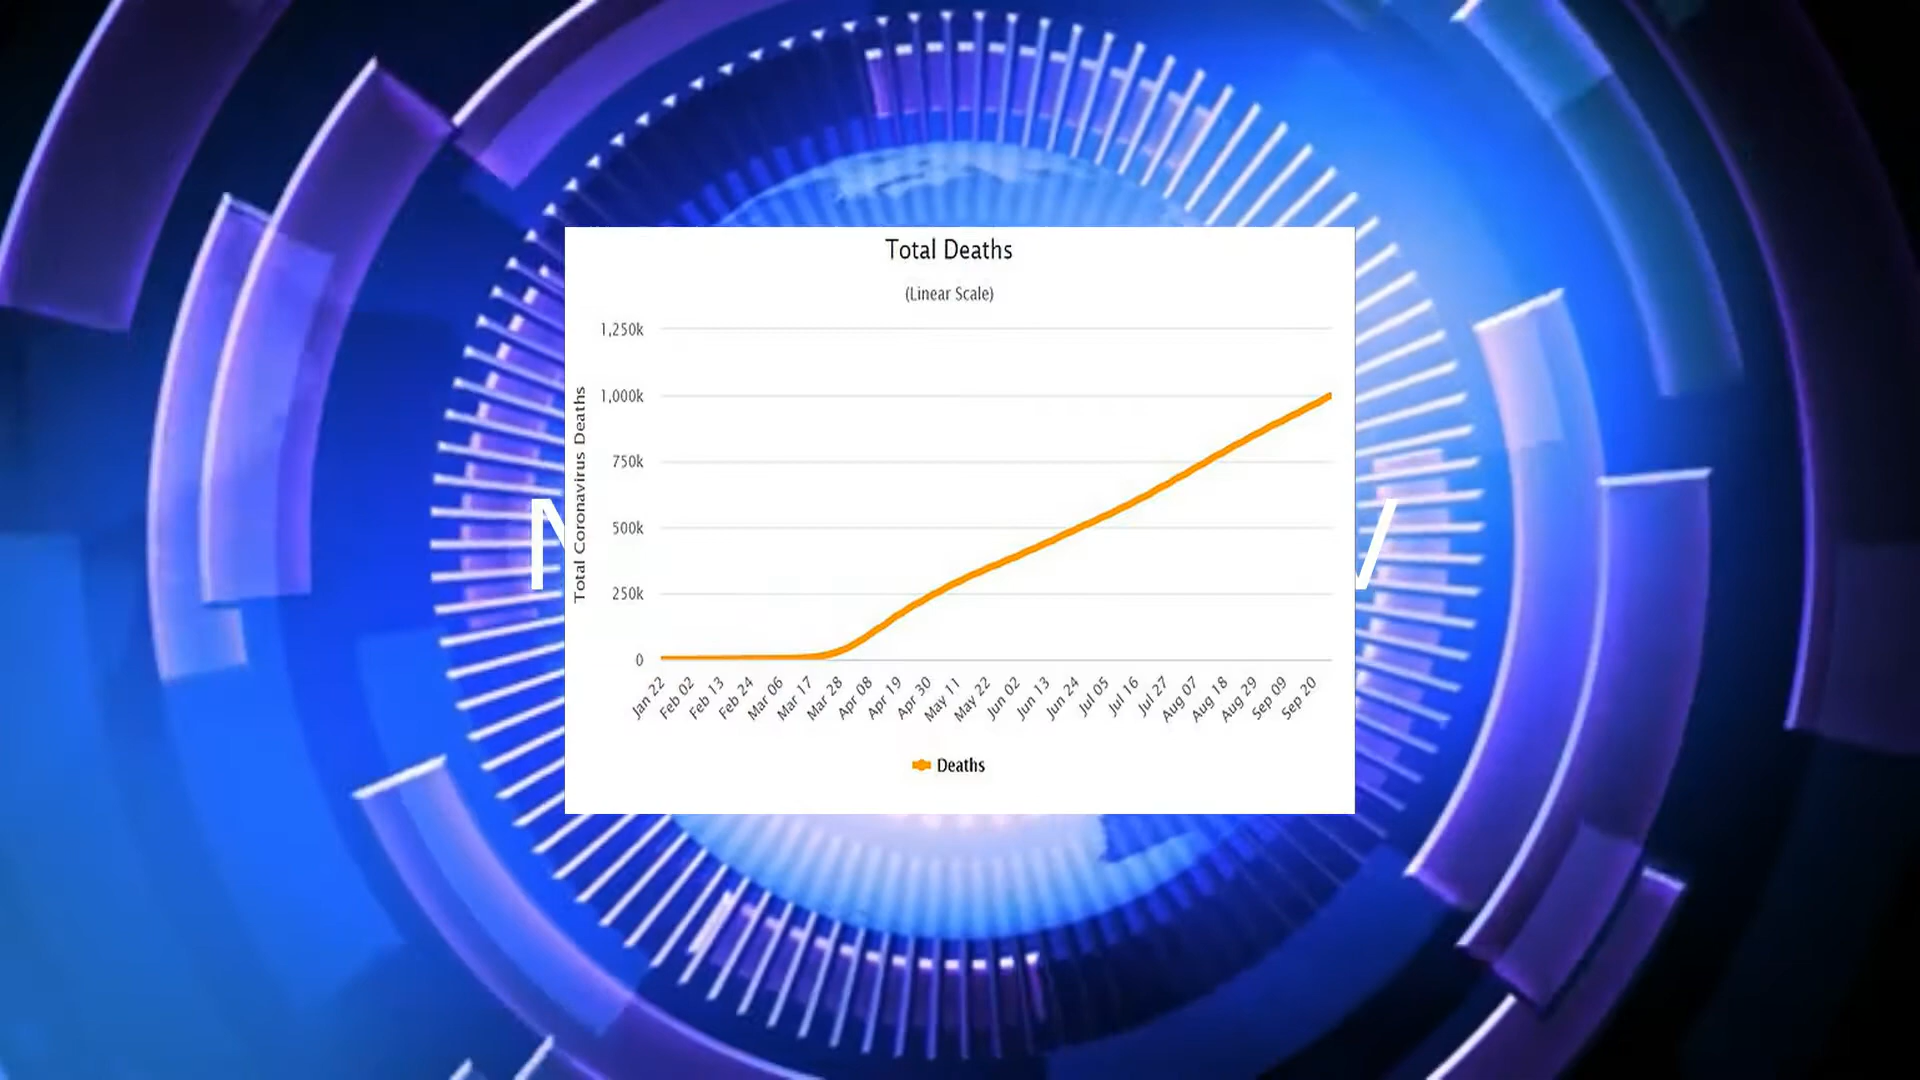 Total Deaths
(Linear Scale)
Total Coronavirus Deaths
1,250k
1,000k
750k
500k
250k
0
Jan 22
Feb 02
Feb 13
Feb 24
Mar 06
Mar 17
Mar 28
Apr 08
Apr 19
Apr 30
May 11
May 22
Jun 02
Jun 13
Jun 24
Jul 05
Jul 16
Jul 27
Aug 07
Aug 18
Aug 29
Sep 09
Sep 20
Deaths